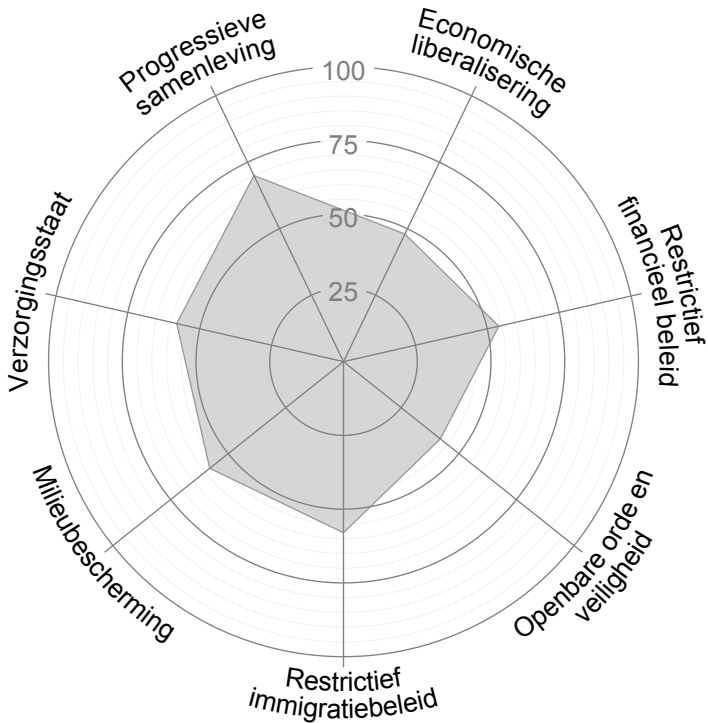 Progressieve
samenleving
Economische
liberalisering
100
75
50
25
Restrictief
financieel beleid
Verzorgingsstaat
Milieubescherming
Openbare orde en
veiligheid
Restrictief
immigratiebeleid